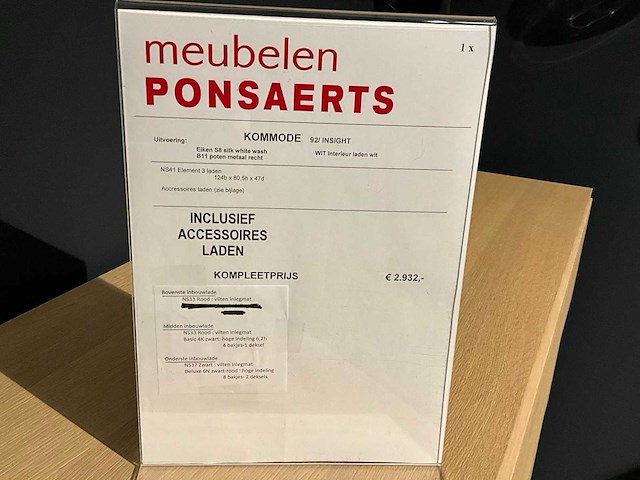 1 x
meubelen
PONSAERTS
Uitvoering: KOMMODE 92/ INSIGHT
Eiken S8 silk white wash WIT interieur laden wit
B11 poten metaal recht
NS41 Element 3 laden
124b x 80,5h x 47d
Accresoires laden (zie bijlage)
INCLUSIEF
ACCESSOIRES
LADEN
KOMPLEETPRIJS € 2.932,-
Bovenste inbouwlade
NS33 Rood : vilten inlegmat
Midden inbouwlade
NS33 Rood : vilten inlegmat
Basic 4K zwart: hoge indeling 6,2h
4 bakjes-1 deksel
Onderste inbouwlade
NS37 Zwart : vilten inlegmat
Deluxe 6N zwart-rood : hoge indeling
8 bakjes- 2 deksels